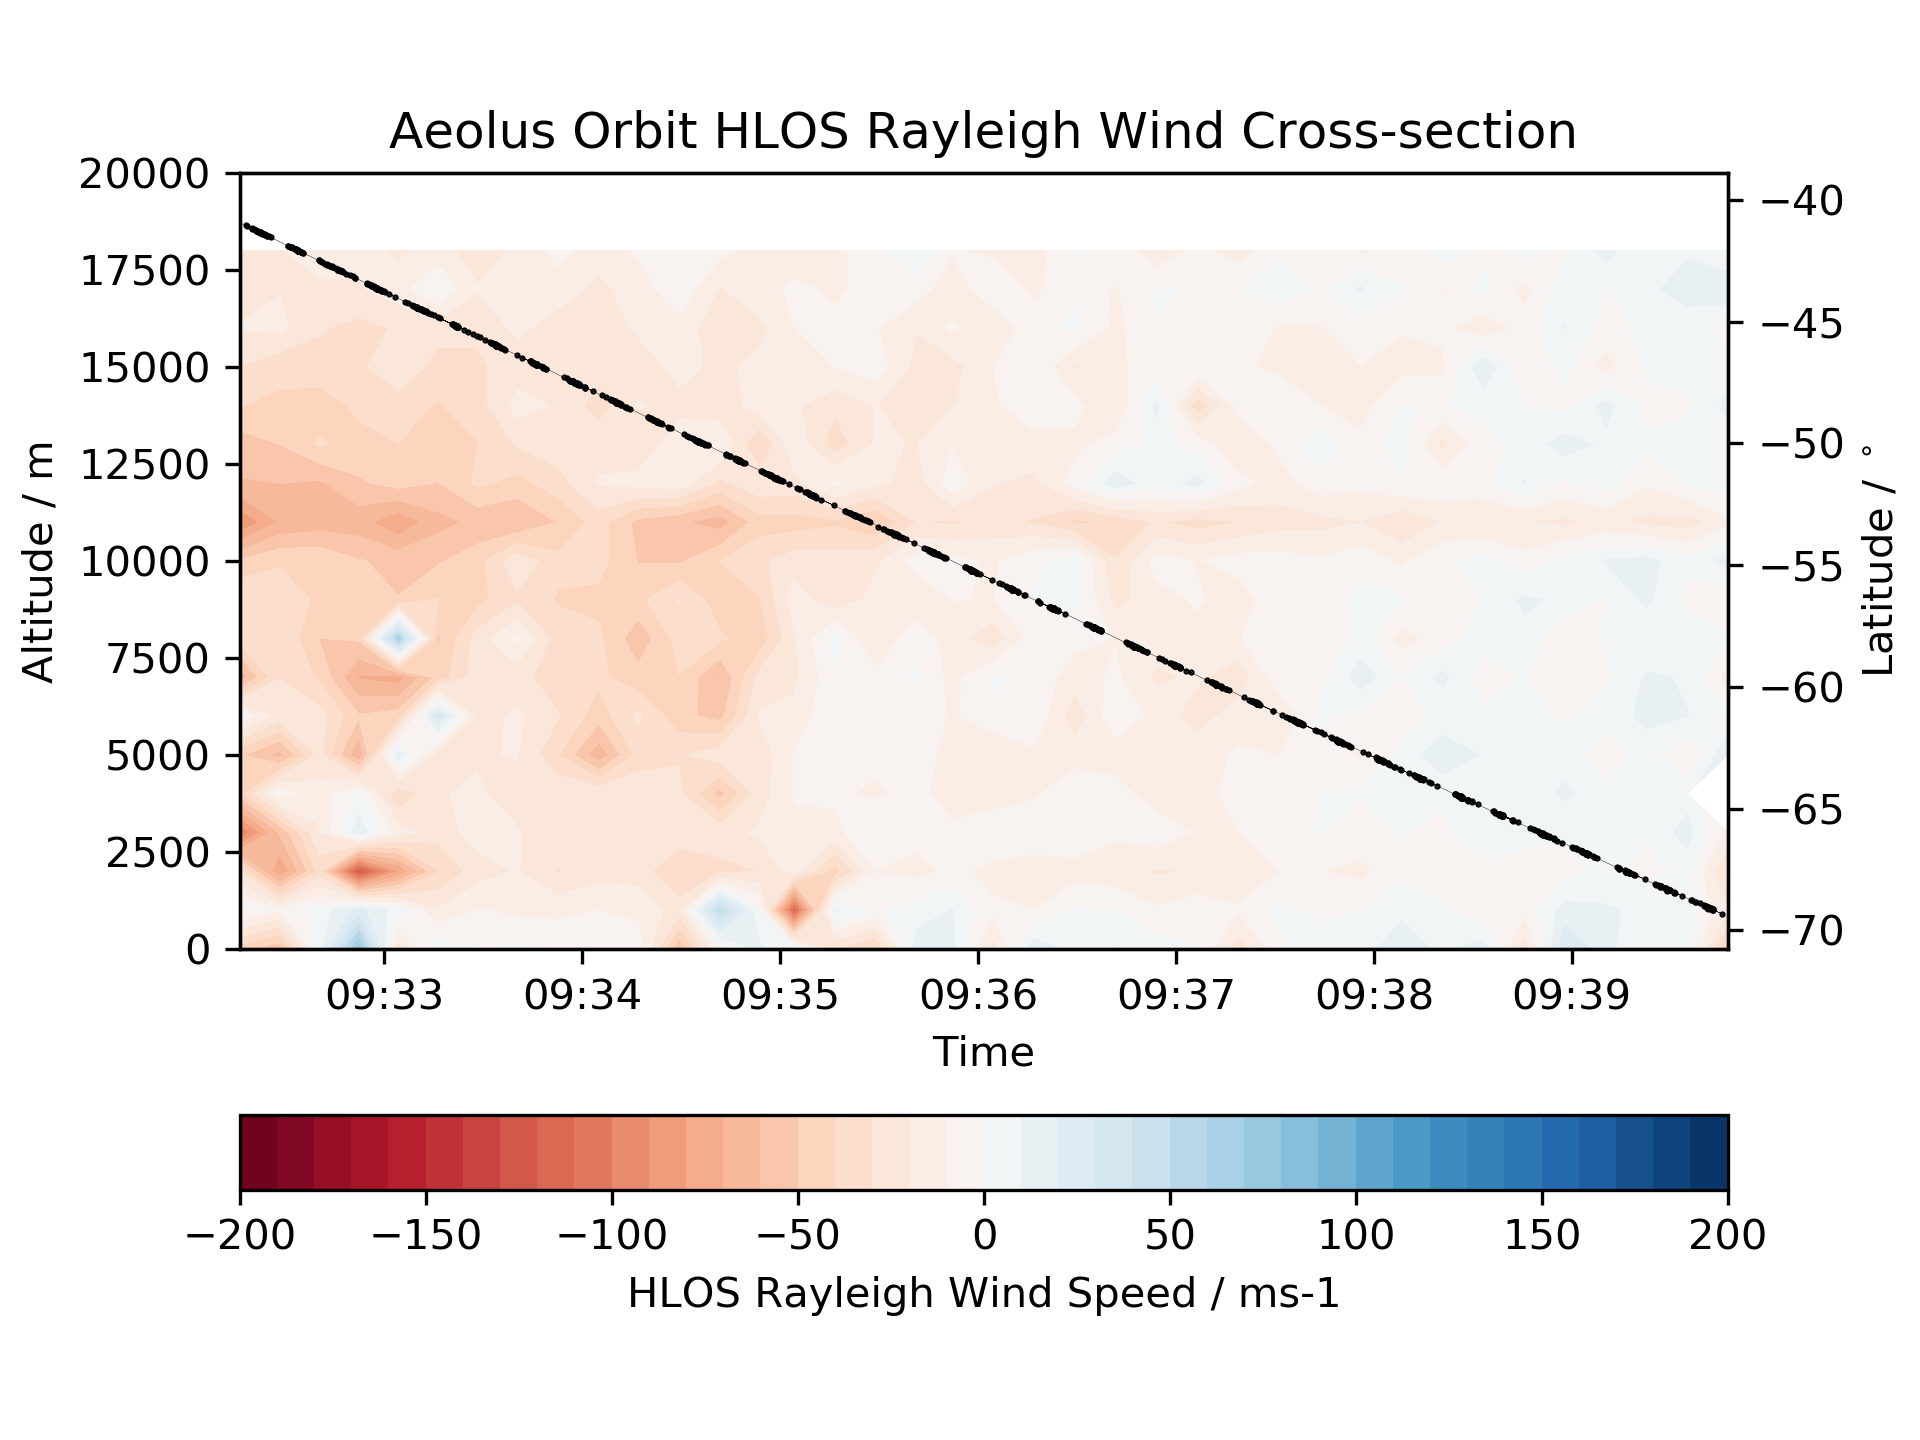 Aeolus Orbit HLOS Rayleigh Wind Cross-section
20000
17500
15000
12500
10000
7500
5000
2500
0
Altitude / m
−40
−45
−50
−55
−60
−65
−70
Latitude / °
09:33 09:34 09:35 09:36 09:37 09:38 09:39
Time
−200 −150 −100 −50 0 50 100 150 200
HLOS Rayleigh Wind Speed / ms-1